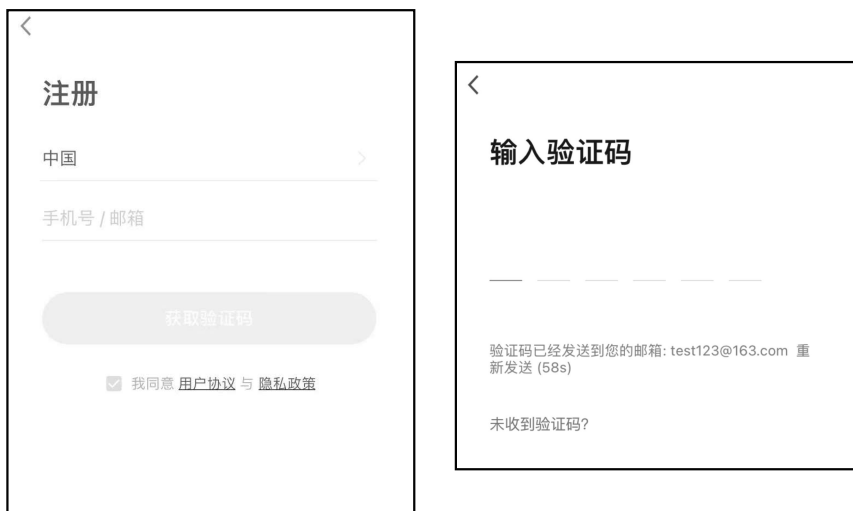 注册
中国
手机号 / 邮箱
获取验证码
我同意 用户协议 与 隐私政策
输入验证码
验证码已经发送到您的邮箱: test123@163.com 重
新发送 (58s)
未收到验证码?